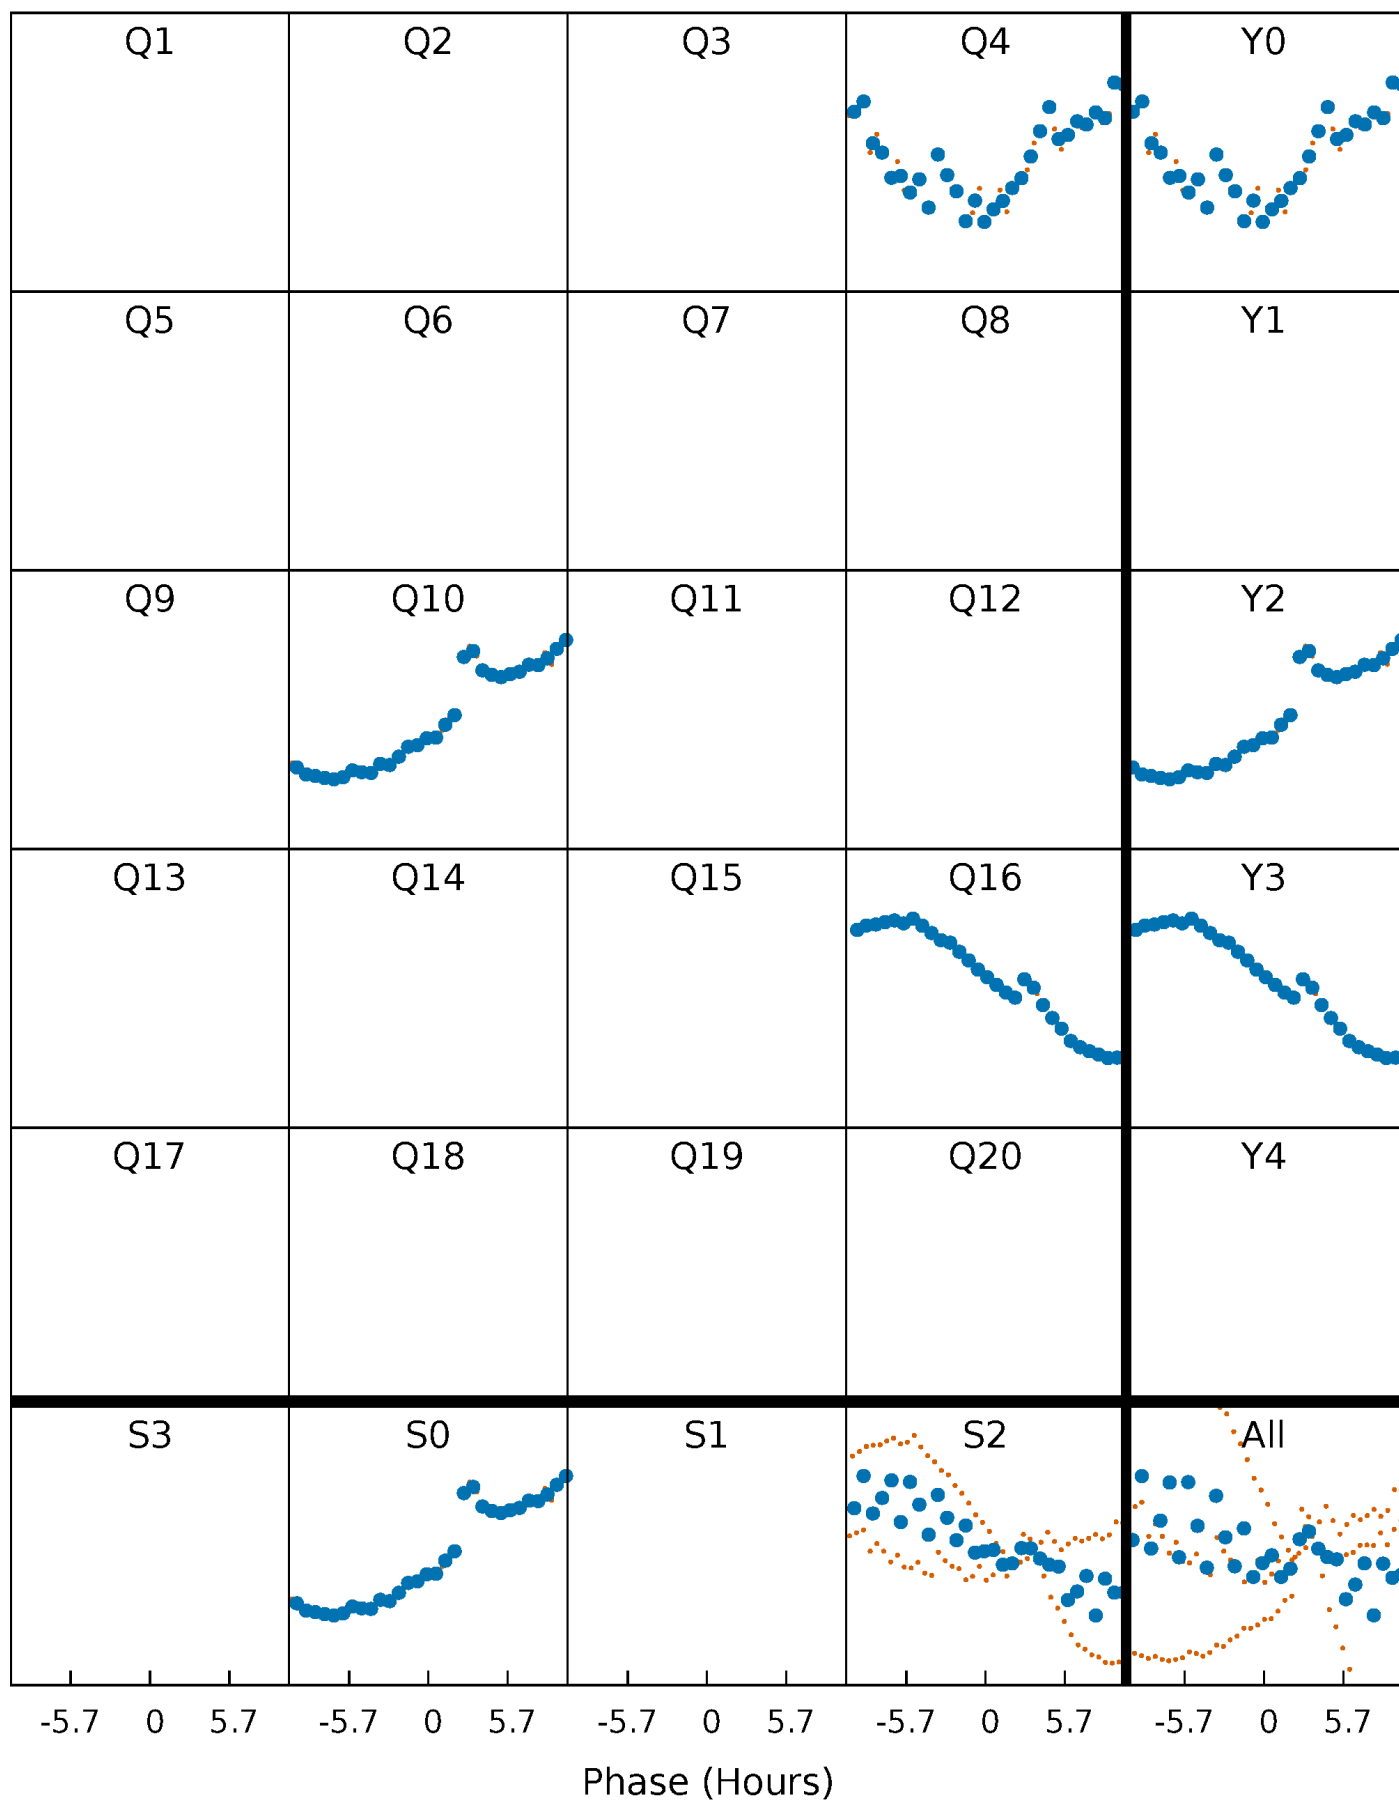 Q1 Q2 Q3 Q4 Y0
Q5 Q6 Q7 Q8 Y1
Q9 Q10 Q11 Q12 Y2
Q13 Q14 Q15 Q16 Y3
Q17 Q18 Q19 Q20 Y4
S3 S0 S1 S2 All
-5.7 0 5.7 -5.7 0 5.7 -5.7 0 5.7 -5.7 0 5.7 -5.7 0 5.7
Phase (Hours)